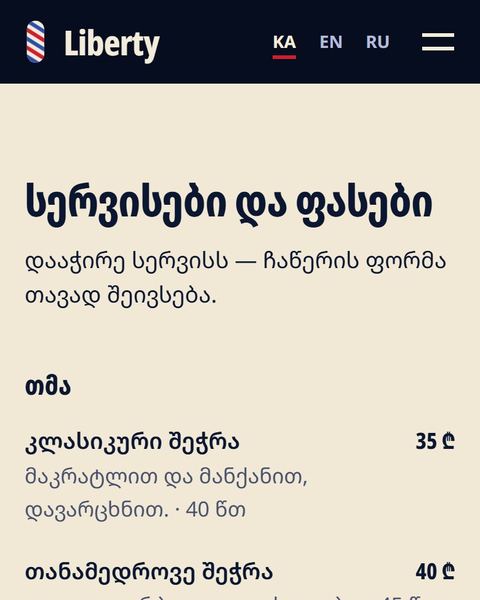 Liberty
KA EN RU
სერვისები და ფასები
დააჭირე სერვისს — ჩაწერის ფორმა
თავად შეივსება.
თმა
კლასიკური შეჭრა 35 ₾
მაკრატლით და მანქანით,
დავარცხნით. · 40 წთ
თანამედროვე შეჭრა 40 ₾